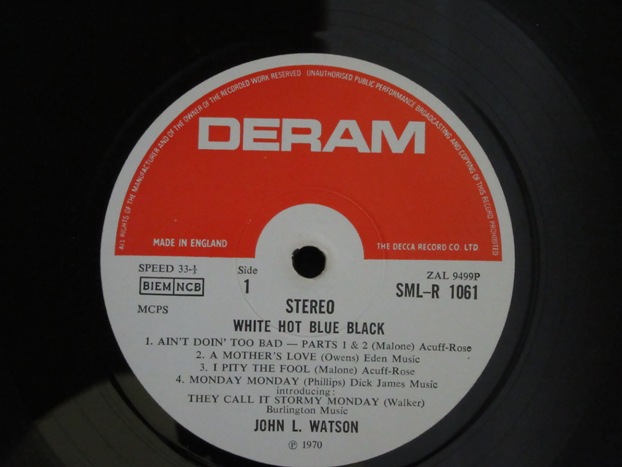 ALL RIGHTS OF THE MANUFACTURER AND OF THE OWNER OF THE RECORDED WORK RESERVED UNAUTHORISED PUBLIC PERFORMANCE BROADCASTING AND COPYING OF THIS RECORD PROHIBITED
DERAM
MADE IN ENGLAND THE DECCA RECORD CO. LTD
SPEED 33-⅓ Side ZAL 9499P
BIEM NCB 1 SML-R 1061
MCPS STEREO
WHITE HOT BLUE BLACK
1. AIN'T DOIN' TOO BAD — PARTS 1 & 2 (Malone) Acuff-Rose
2. A MOTHER'S LOVE (Owens) Eden Music
3. I PITY THE FOOL (Malone) Acuff-Rose
4. MONDAY MONDAY (Phillips) Dick James Music
introducing:
THEY CALL IT STORMY MONDAY (Walker)
Burlington Music
JOHN L. WATSON
℗ 1970